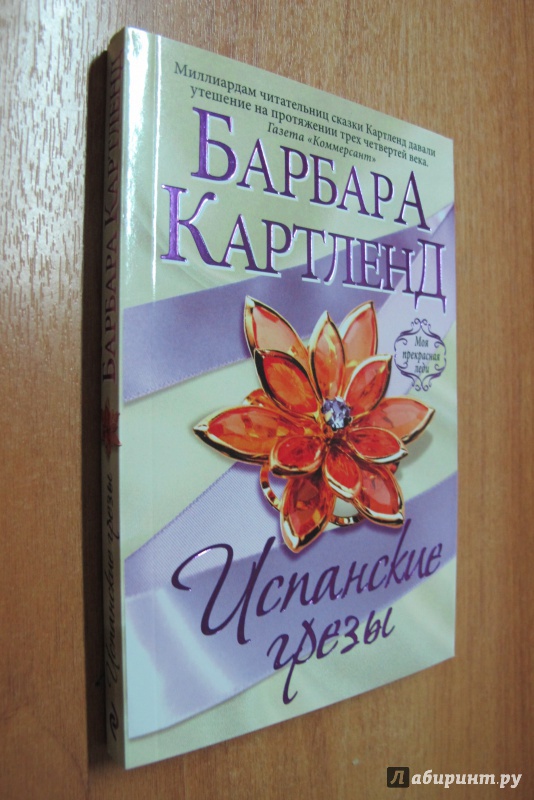 Миллиардам читательниц сказки Картленд давали
утешение на протяжении трех четвертей века.
Газета «Коммерсант»
БАРБАРА
КАРТЛЕНД
Моя
прекрасная
леди
Испанские
грезы
БАРБАРА КАРТЛЕНД
Испанские грезы
Лабиринт.ру